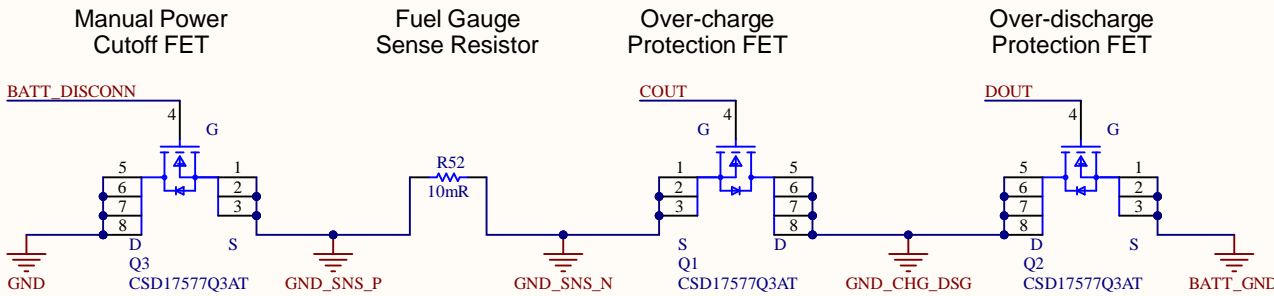 Manual Power
Cutoff FET
Fuel Gauge
Sense Resistor
Over-charge
Protection FET
Over-discharge
Protection FET
BATT_DISCONN
4
G
5
6
7
8
1
2
3
D
S
Q3
CSD17577Q3AT
GND
GND_SNS_P
R52
10mR
GND_SNS_N
COUT
4
G
1
2
3
5
6
7
8
S
D
Q1
CSD17577Q3AT
GND_CHG_DSG
DOUT
4
G
5
6
7
8
1
2
3
D
S
Q2
CSD17577Q3AT
BATT_GND